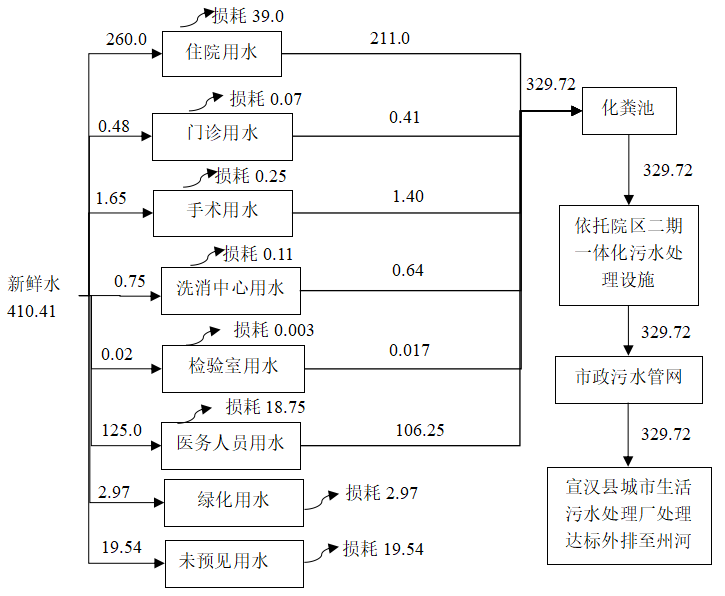 损耗 39.0
260.0
住院用水
211.0
329.72
化粪池
损耗 0.07
0.48
门诊用水
0.41
损耗 0.25
1.65
手术用水
1.40
329.72
依托院区二期
一体化污水处
理设施
损耗 0.11
新鲜水
410.41
0.75
洗消中心用水
0.64
损耗 0.003
0.02
检验室用水
0.017
329.72
市政污水管网
损耗 18.75
125.0
医务人员用水
106.25
329.72
2.97
绿化用水
损耗 2.97
宣汉县城市生活
污水处理厂处理
达标外排至州河
19.54
未预见用水
损耗 19.54